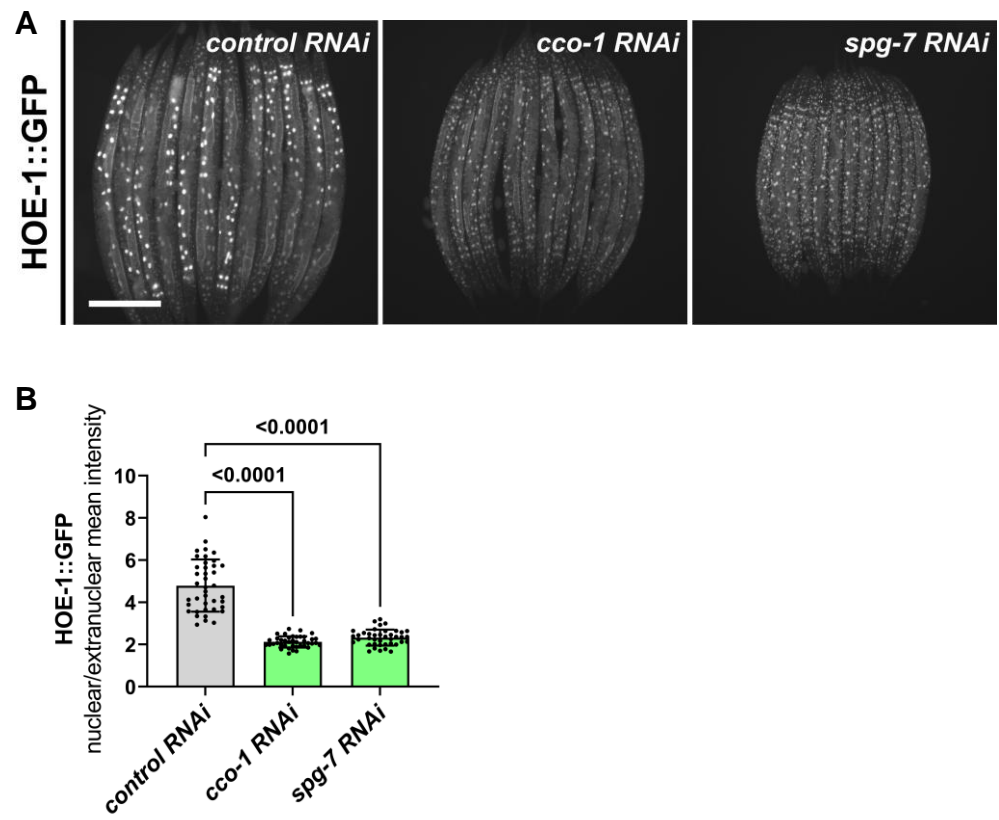 A
HOE-1::GFP
control RNAi
cco-1 RNAi
spg-7 RNAi
B
HOE-1::GFP
nuclear/extranuclear mean intensity
<0.0001
<0.0001
10
8
6
4
2
0
control RNAi
cco-1 RNAi
spg-7 RNAi